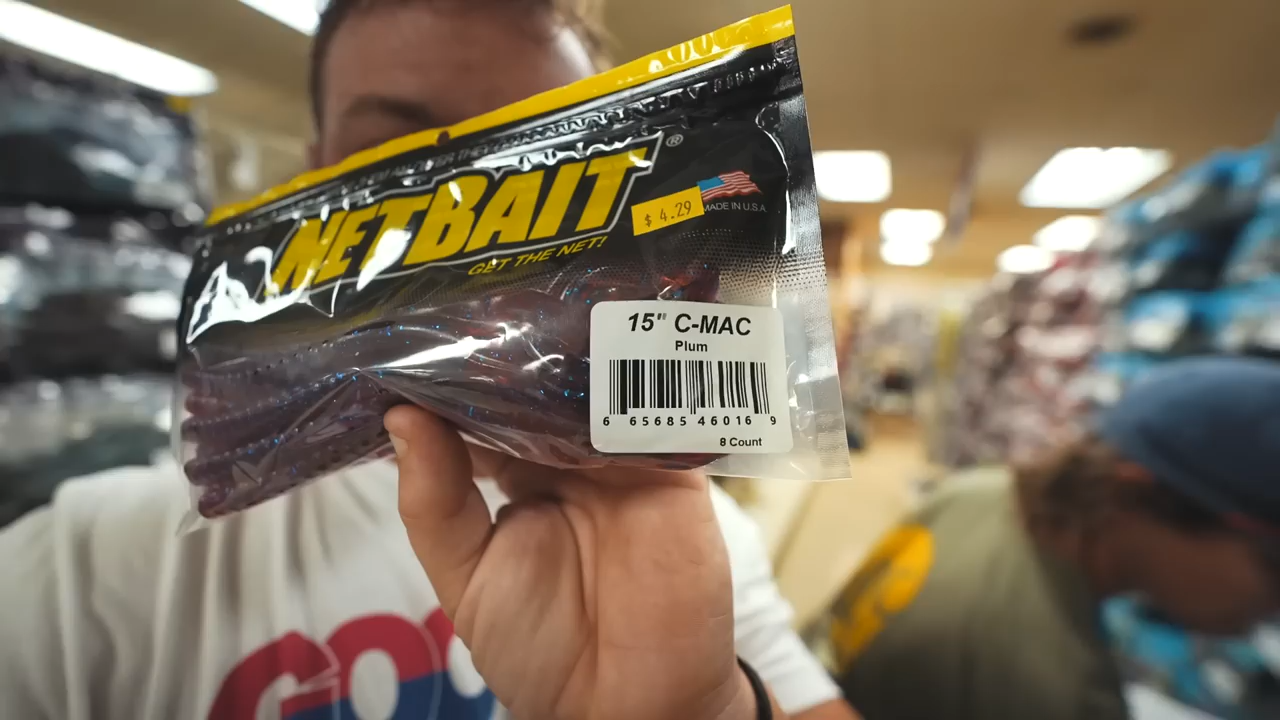 NETBAIT®
GET THE NET!
$ 4.29
MADE IN U.S.A.
15" C-MAC
Plum
6 65685 46016 9
8 Count